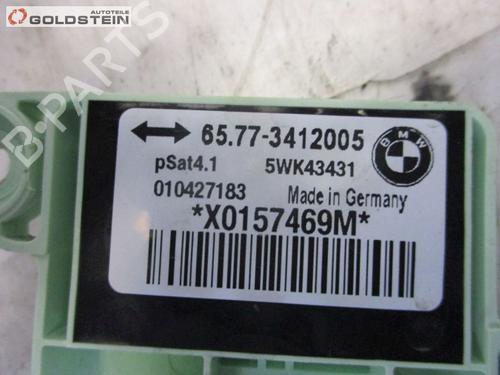 AUTOTEILE
GOLDSTEIN
B-PARTS
65.77-3412005
BMW
pSat4.1 5WK43431
010427183 Made in Germany
*X0157469M*